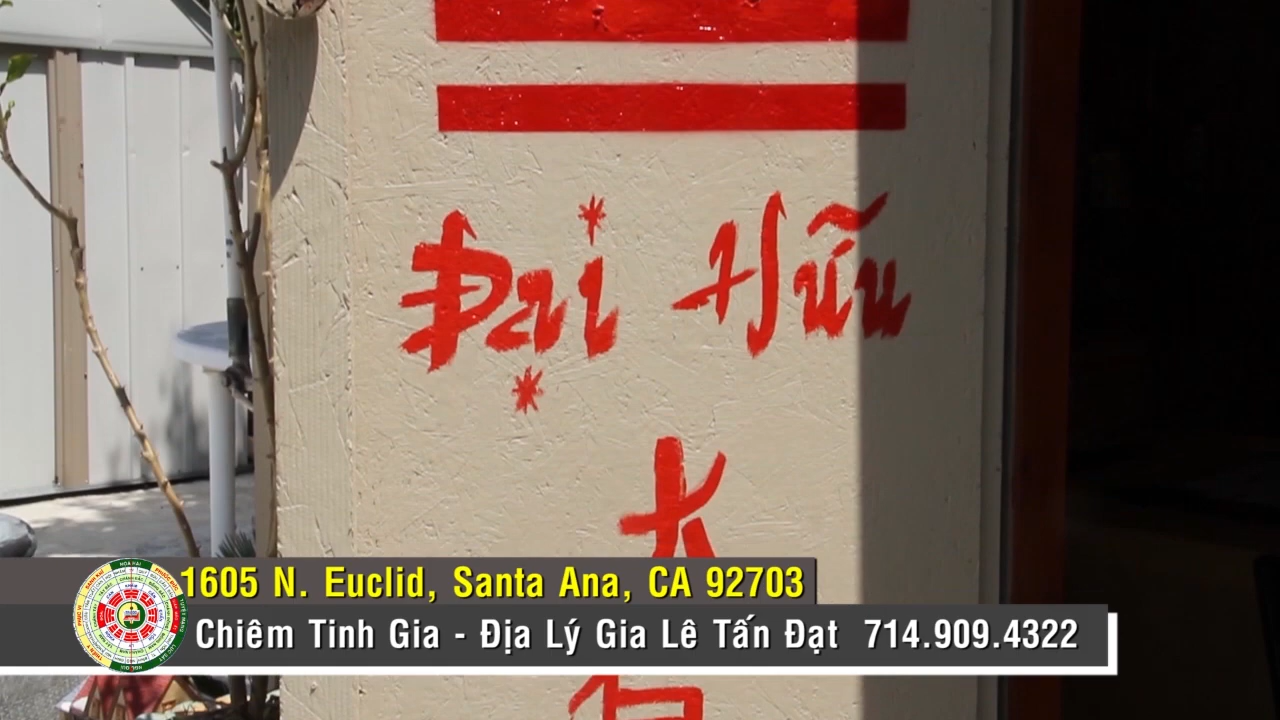 Đại Hữu
大
1605 N. Euclid, Santa Ana, CA 92703
Chiêm Tinh Gia - Địa Lý Gia Lê Tấn Đạt 714.909.4322